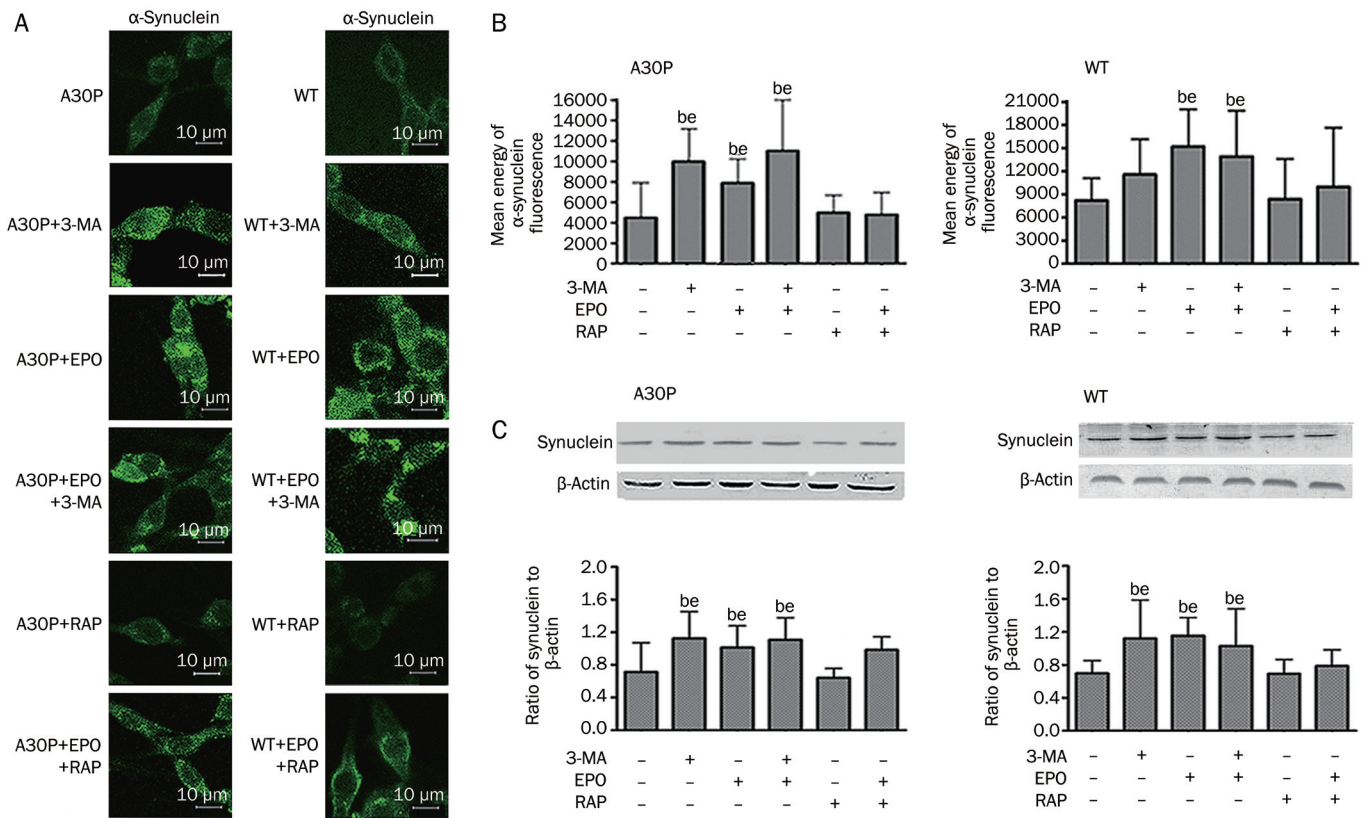 A
α-Synuclein
α-Synuclein
A30P
10 µm
WT
10 µm
A30P+3-MA
10 µm
WT+3-MA
10 µm
A30P+EPO
10 µm
WT+EPO
10 µm
A30P+EPO
+3-MA
10 µm
WT+EPO
+3-MA
10 µm
A30P+RAP
10 µm
WT+RAP
10 µm
A30P+EPO
+RAP
10 µm
WT+EPO
+RAP
10 µm
B
A30P
Mean energy of
α-synuclein
fluorescence
16000
14000
12000
10000
8000
6000
4000
2000
0
be
be
be
3-MA – + – + – –
EPO – – + + – +
RAP – – – – + +
WT
Mean energy of
α-synuclein
fluorescence
21000
18000
15000
12000
9000
6000
3000
0
be
be
3-MA – + – + – –
EPO – – + + – +
RAP – – – – + +
C
A30P
Synuclein
β-Actin
Ratio of synuclein to
β-actin
2.0
1.6
1.2
0.8
0.4
0.0
be
be
be
3-MA – + – + – –
EPO – – + + – +
RAP – – – – + +
WT
Synuclein
β-Actin
Ratio of synuclein to
β-actin
2.0
1.6
1.2
0.8
0.4
0.0
be
be
be
3-MA – + – + – –
EPO – – + + – +
RAP – – – – + +